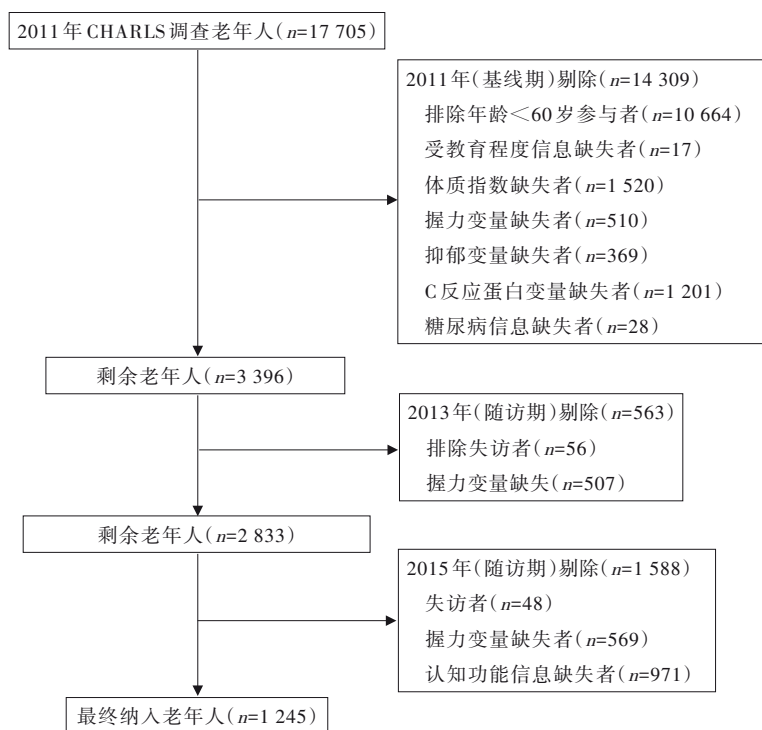 2011年CHARLS调查老年人(n=17 705)
2011年(基线期)剔除(n=14 309)
排除年龄＜60岁参与者(n=10 664)
受教育程度信息缺失者(n=17)
体质指数缺失者(n=1 520)
握力变量缺失者(n=510)
抑郁变量缺失者(n=369)
C反应蛋白变量缺失者(n=1 201)
糖尿病信息缺失者(n=28)
剩余老年人(n=3 396)
2013年(随访期)剔除(n=563)
排除失访者(n=56)
握力变量缺失(n=507)
剩余老年人(n=2 833)
2015年(随访期)剔除(n=1 588)
失访者(n=48)
握力变量缺失者(n=569)
认知功能信息缺失者(n=971)
最终纳入老年人(n=1 245)